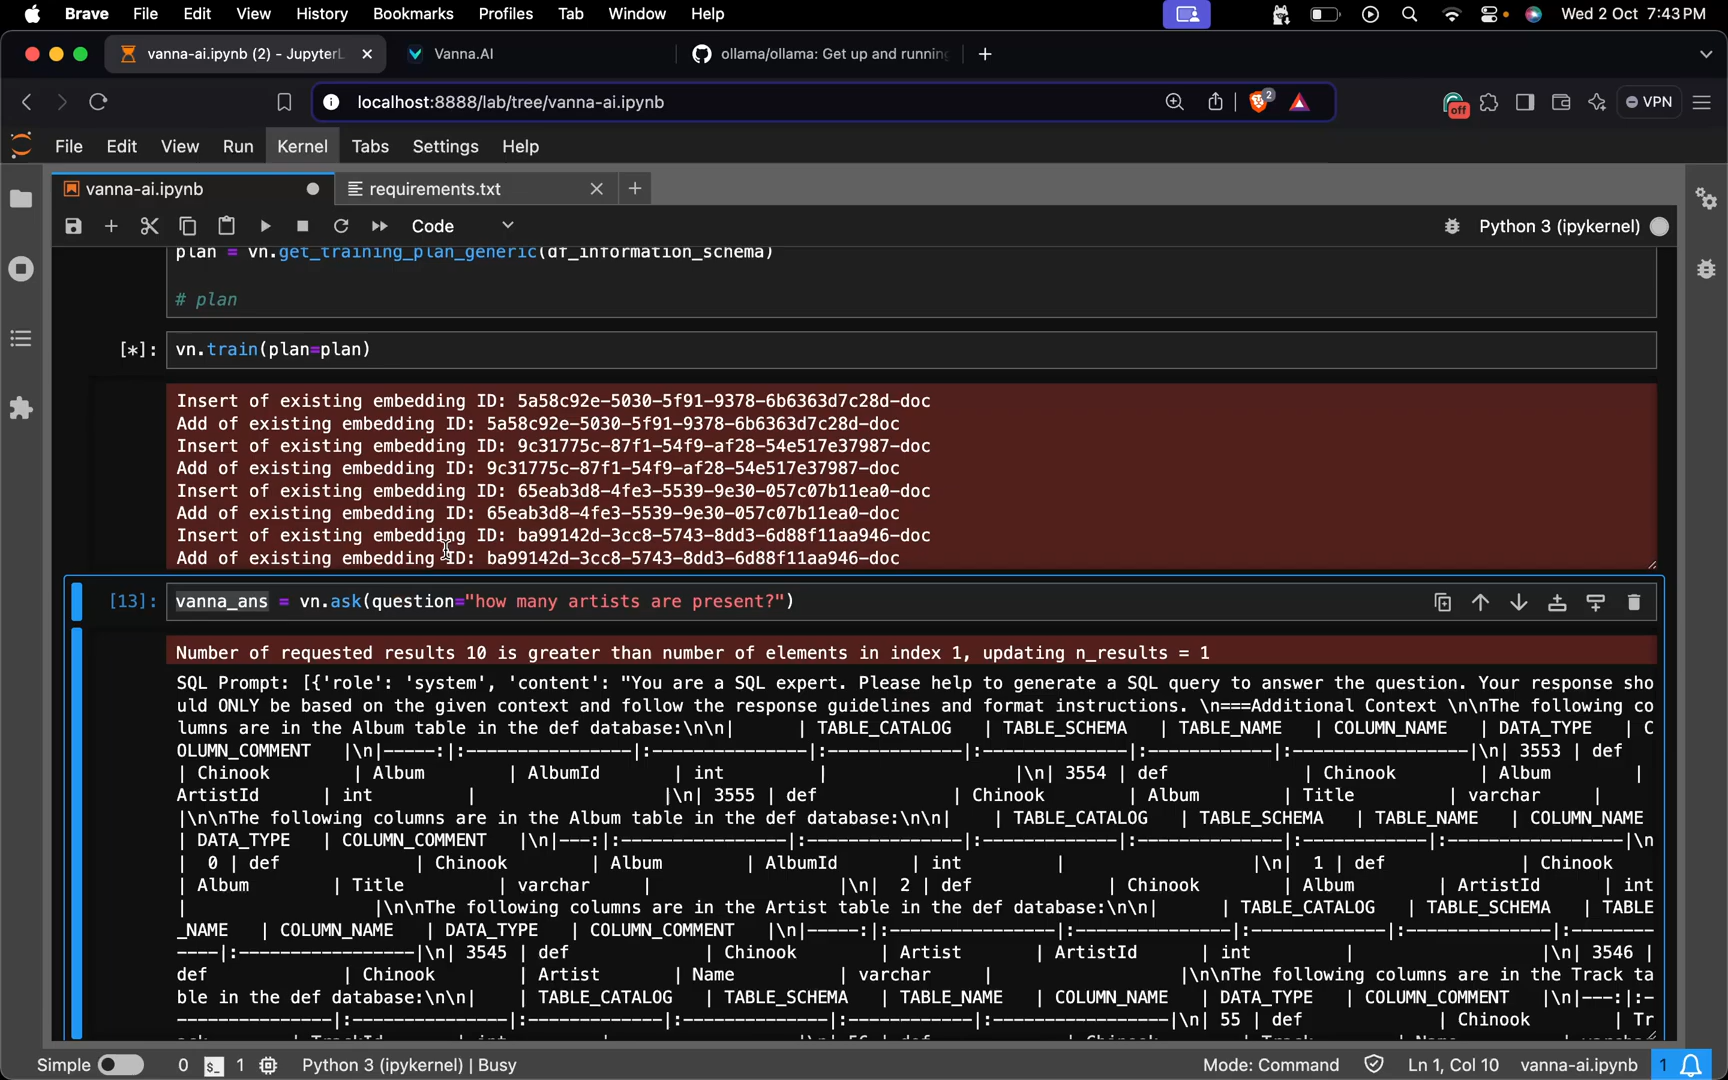 Brave File Edit View History Bookmarks Profiles Tab Window Help Wed 2 Oct 7:43 PM
vanna-ai.ipynb (2) - JupyterL Vanna.AI ollama/ollama: Get up and running
localhost:8888/lab/tree/vanna-ai.ipynb 2 off VPN
File Edit View Run Kernel Tabs Settings Help
vanna-ai.ipynb requirements.txt
Code Python 3 (ipykernel)
plan = vn.get_training_plan_generic(df_information_schema)
# plan
[*]: vn.train(plan=plan)
Insert of existing embedding ID: 5a58c92e-5030-5f91-9378-6b6363d7c28d-doc
Add of existing embedding ID: 5a58c92e-5030-5f91-9378-6b6363d7c28d-doc
Insert of existing embedding ID: 9c31775c-87f1-54f9-af28-54e517e37987-doc
Add of existing embedding ID: 9c31775c-87f1-54f9-af28-54e517e37987-doc
Insert of existing embedding ID: 65eab3d8-4fe3-5539-9e30-057c07b11ea0-doc
Add of existing embedding ID: 65eab3d8-4fe3-5539-9e30-057c07b11ea0-doc
Insert of existing embedding ID: ba99142d-3cc8-5743-8dd3-6d88f11aa946-doc
Add of existing embedding ID: ba99142d-3cc8-5743-8dd3-6d88f11aa946-doc
[13]: vanna_ans = vn.ask(question="how many artists are present?")
Number of requested results 10 is greater than number of elements in index 1, updating n_results = 1
SQL Prompt: [{'role': 'system', 'content': "You are a SQL expert. Please help to generate a SQL query to answer the question. Your response sho
uld ONLY be based on the given context and follow the response guidelines and format instructions. \n===Additional Context \n\nThe following co
lumns are in the Album table in the def database:\n\n| | TABLE_CATALOG | TABLE_SCHEMA | TABLE_NAME | COLUMN_NAME | DATA_TYPE | C
OLUMN_COMMENT |\n|-----:|:----------------|:---------------|:-------------|:--------------|:------------|:-----------------|\n| 3553 | def
| Chinook | Album | AlbumId | int | |\n| 3554 | def | Chinook | Album |
ArtistId | int | |\n| 3555 | def | Chinook | Album | Title | varchar |
|\n\nThe following columns are in the Album table in the def database:\n\n| | TABLE_CATALOG | TABLE_SCHEMA | TABLE_NAME | COLUMN_NAME
| DATA_TYPE | COLUMN_COMMENT |\n|---:|:----------------|:---------------|:-------------|:--------------|:------------|:-----------------|\n
| 0 | def | Chinook | Album | AlbumId | int | |\n| 1 | def | Chinook
| Album | Title | varchar | |\n| 2 | def | Chinook | Album | ArtistId | int
| |\n\nThe following columns are in the Artist table in the def database:\n\n| | TABLE_CATALOG | TABLE_SCHEMA | TABLE
_NAME | COLUMN_NAME | DATA_TYPE | COLUMN_COMMENT |\n|-----:|:----------------|:---------------|:-------------|:--------------|:--------
----|:-----------------|\n| 3545 | def | Chinook | Artist | ArtistId | int | |\n| 3546 |
def | Chinook | Artist | Name | varchar | |\n\nThe following columns are in the Track ta
ble in the def database:\n\n| | TABLE_CATALOG | TABLE_SCHEMA | TABLE_NAME | COLUMN_NAME | DATA_TYPE | COLUMN_COMMENT |\n|---:|:-
---------------|:---------------|:-------------|:--------------|:------------|:-----------------|\n| 55 | def | Chinook | Tr
Simple 0 1 Python 3 (ipykernel) | Busy Mode: Command Ln 1, Col 10 vanna-ai.ipynb 1